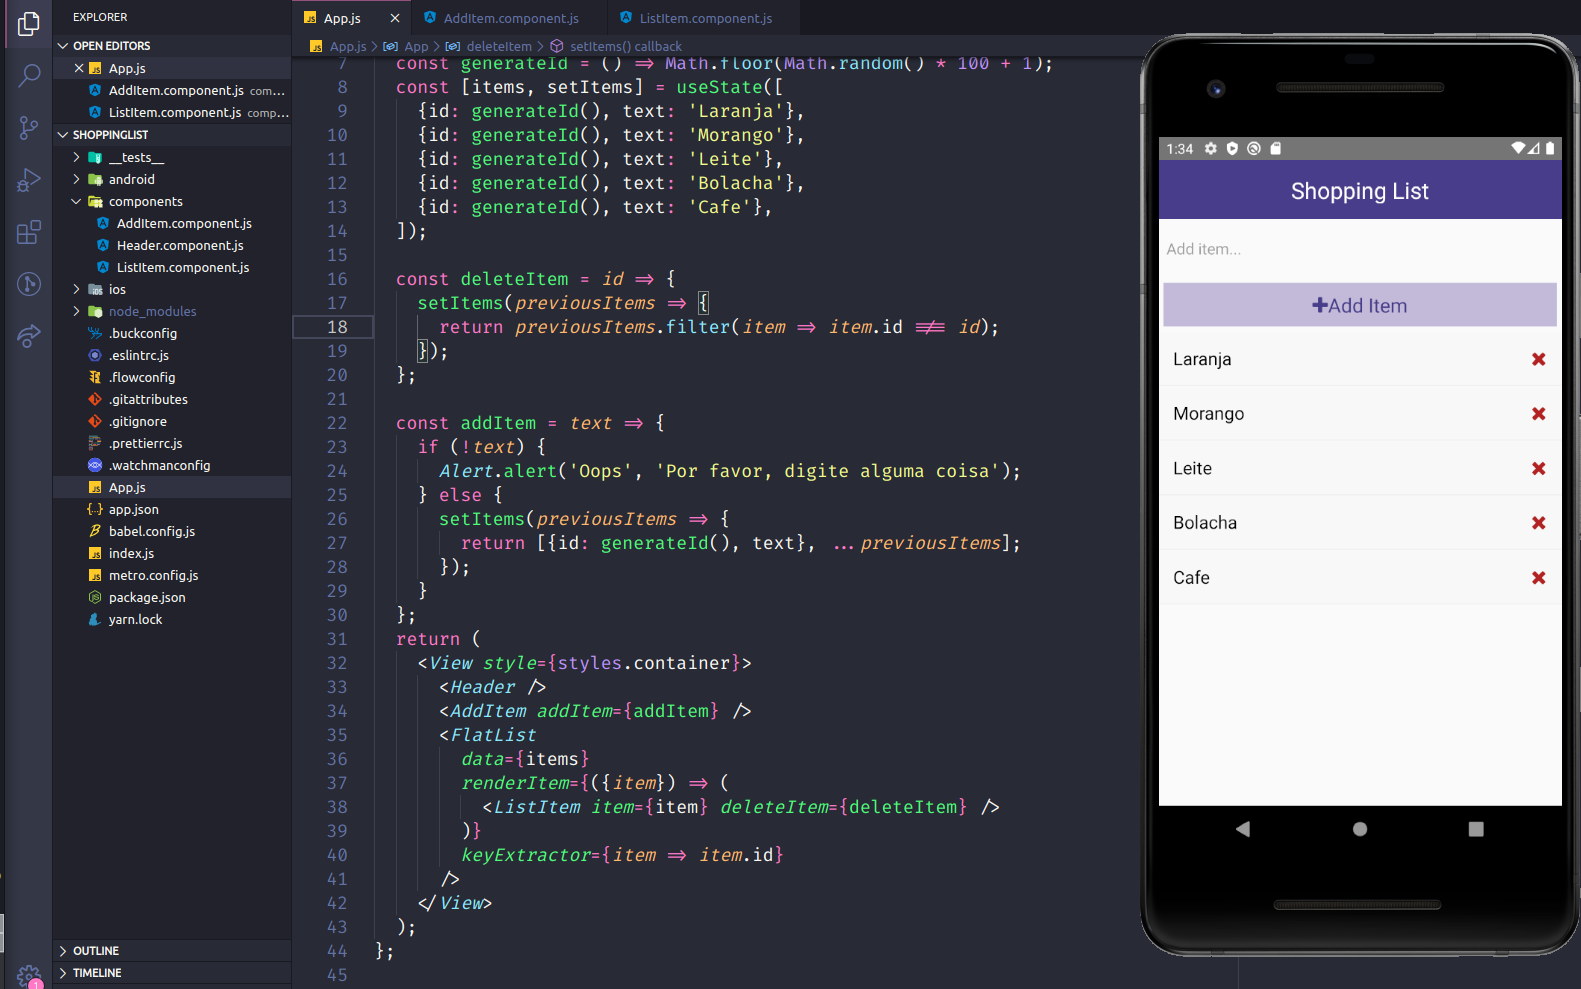 EXPLORER
OPEN EDITORS
App.js
AddItem.component.js com...
ListItem.component.js comp...
SHOPPINGLIST
__tests__
android
components
AddItem.component.js
Header.component.js
ListItem.component.js
ios
node_modules
.buckconfig
.eslintrc.js
.flowconfig
.gitattributes
.gitignore
.prettierrc.js
.watchmanconfig
App.js
app.json
babel.config.js
index.js
metro.config.js
package.json
yarn.lock
OUTLINE
TIMELINE
1
App.js AddItem.component.js ListItem.component.js
App.js > App > deleteItem > setItems() callback
7 const generateId = () => Math.floor(Math.random() * 100 + 1);
8 const [items, setItems] = useState([
9 {id: generateId(), text: 'Laranja'},
10 {id: generateId(), text: 'Morango'},
11 {id: generateId(), text: 'Leite'},
12 {id: generateId(), text: 'Bolacha'},
13 {id: generateId(), text: 'Cafe'},
14 ]);
15
16 const deleteItem = id => {
17 setItems(previousItems => {
18 return previousItems.filter(item => item.id !== id);
19 });
20 };
21
22 const addItem = text => {
23 if (!text) {
24 Alert.alert('Oops', 'Por favor, digite alguma coisa');
25 } else {
26 setItems(previousItems => {
27 return [{id: generateId(), text}, ...previousItems];
28 });
29 }
30 };
31 return (
32 <View style={styles.container}>
33 <Header />
34 <AddItem addItem={addItem} />
35 <FlatList
36 data={items}
37 renderItem={({item}) => (
38 <ListItem item={item} deleteItem={deleteItem} />
39 )}
40 keyExtractor={item => item.id}
41 />
42 </View>
43 );
44 };
45
1:34
Shopping List
Add item...
+Add Item
Laranja
Morango
Leite
Bolacha
Cafe